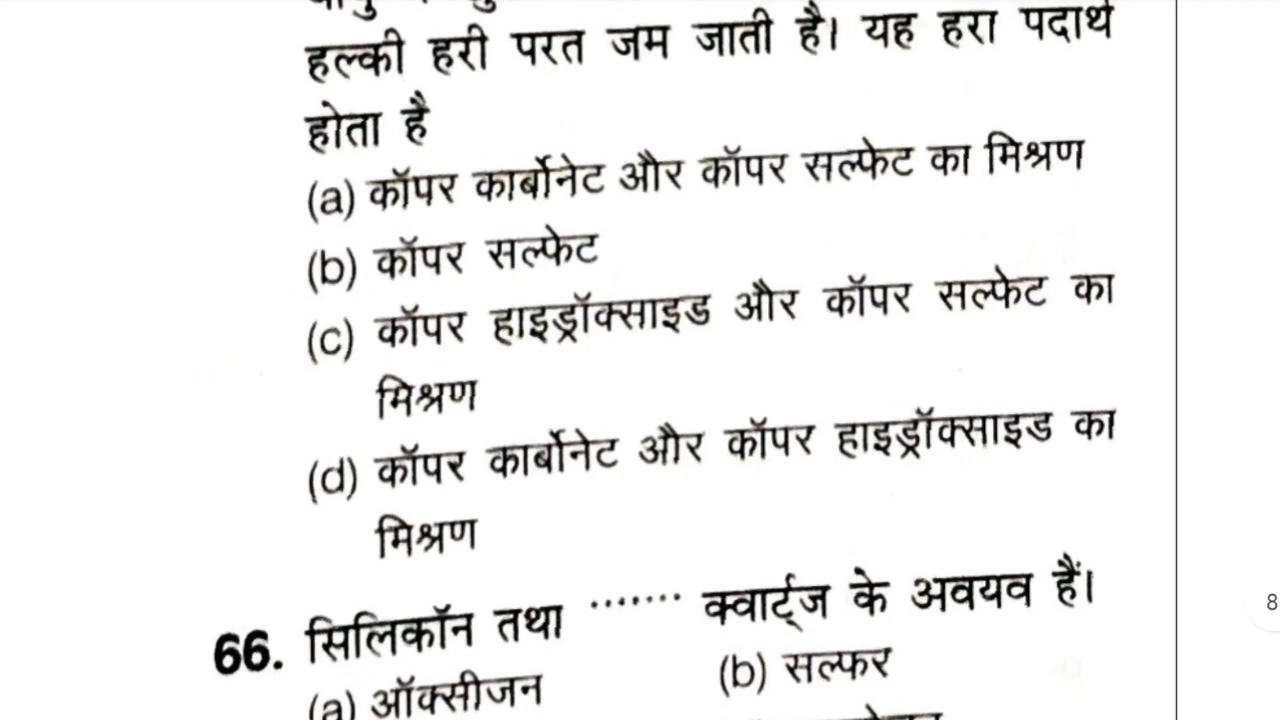 हल्की हरी परत जम जाती है। यह हरा पदार्थ
होता है
(a) कॉपर कार्बोनेट और कॉपर सल्फेट का मिश्रण
(b) कॉपर सल्फेट
(c) कॉपर हाइड्रॉक्साइड और कॉपर सल्फेट का
मिश्रण
(d) कॉपर कार्बोनेट और कॉपर हाइड्रॉक्साइड का
मिश्रण
66. सिलिकॉन तथा ....... क्वार्ट्ज के अवयव हैं।
(a) ऑक्सीजन (b) सल्फर
8